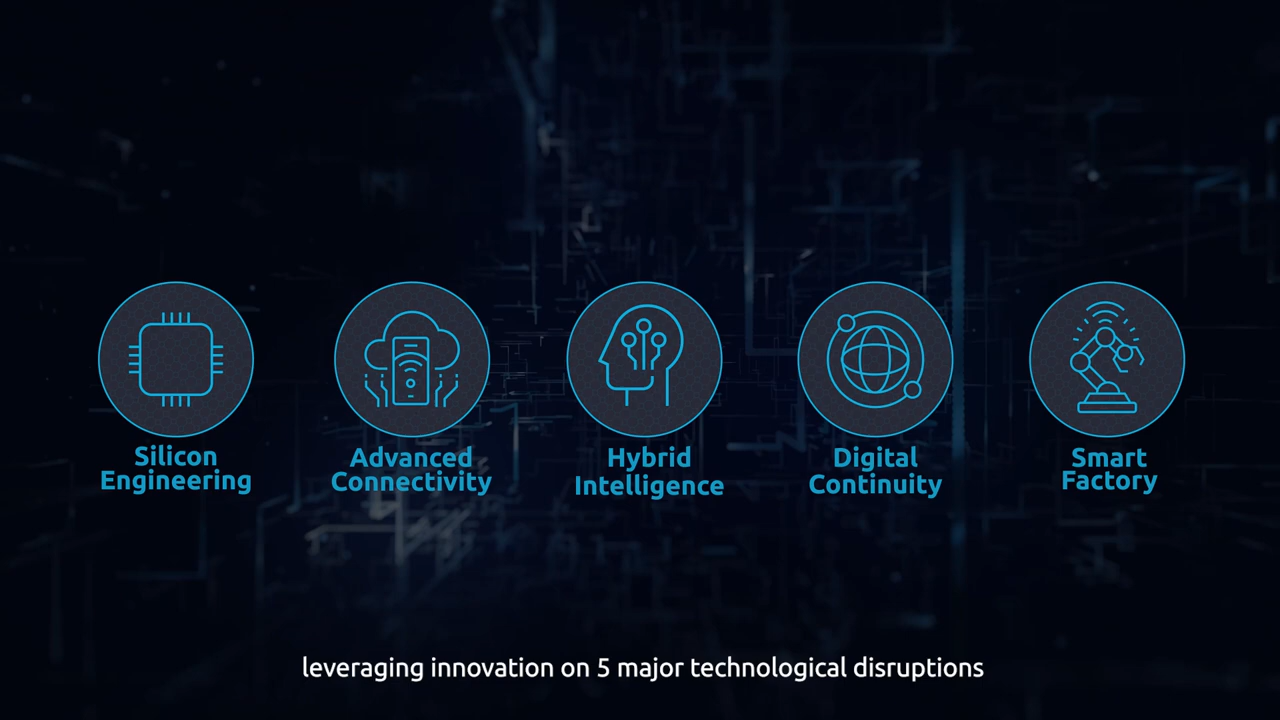 Silicon
Engineering
Advanced
Connectivity
Hybrid
Intelligence
Digital
Continuity
Smart
Factory
leveraging innovation on 5 major technological disruptions